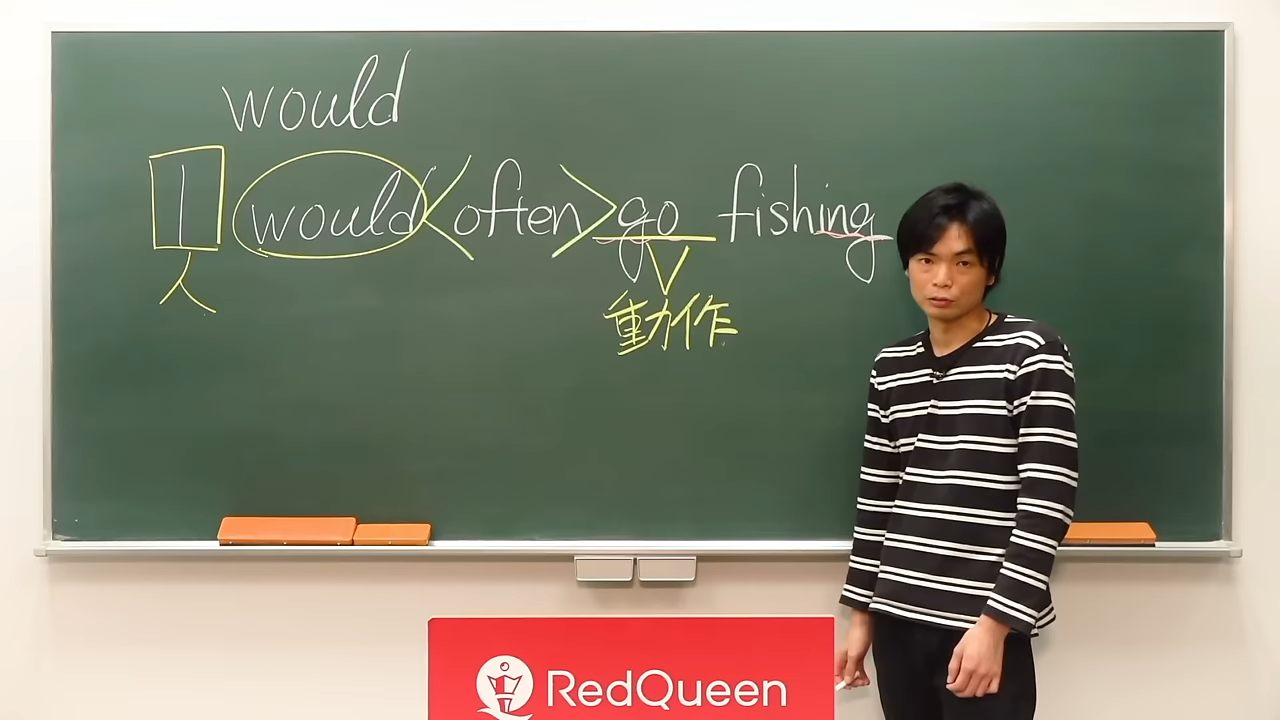 would
I would <often> go fishing
人
V
動作
RedQueen